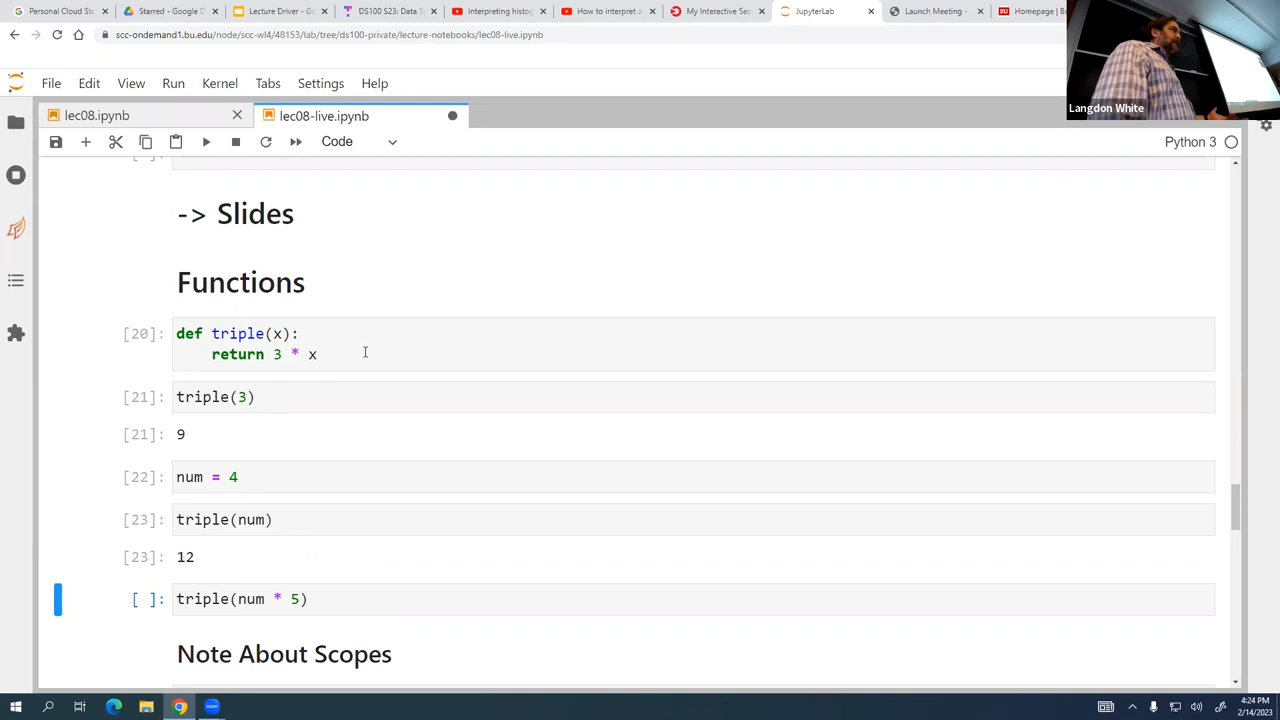 Personal Cloud Sto
Starred - Google D
Lecture Driver - Go
DS100 S23: Data S
Interpreting histog
How to interpret a
My Interactive Sess
JupyterLab
Launch Meeting -
Homepage | Bo
scc-ondemand1.bu.edu/node/scc-wl4/48153/lab/tree/ds100-private/lecture-notebooks/lec08-live.ipynb
Langdon White
File Edit View Run Kernel Tabs Settings Help
lec08.ipynb
lec08-live.ipynb
Code
Python 3
-> Slides
Functions
[20]: def triple(x):
return 3 * x
[21]: triple(3)
[21]: 9
[22]: num = 4
[23]: triple(num)
[23]: 12
[ ]: triple(num * 5)
Note About Scopes
4:24 PM
2/14/2023